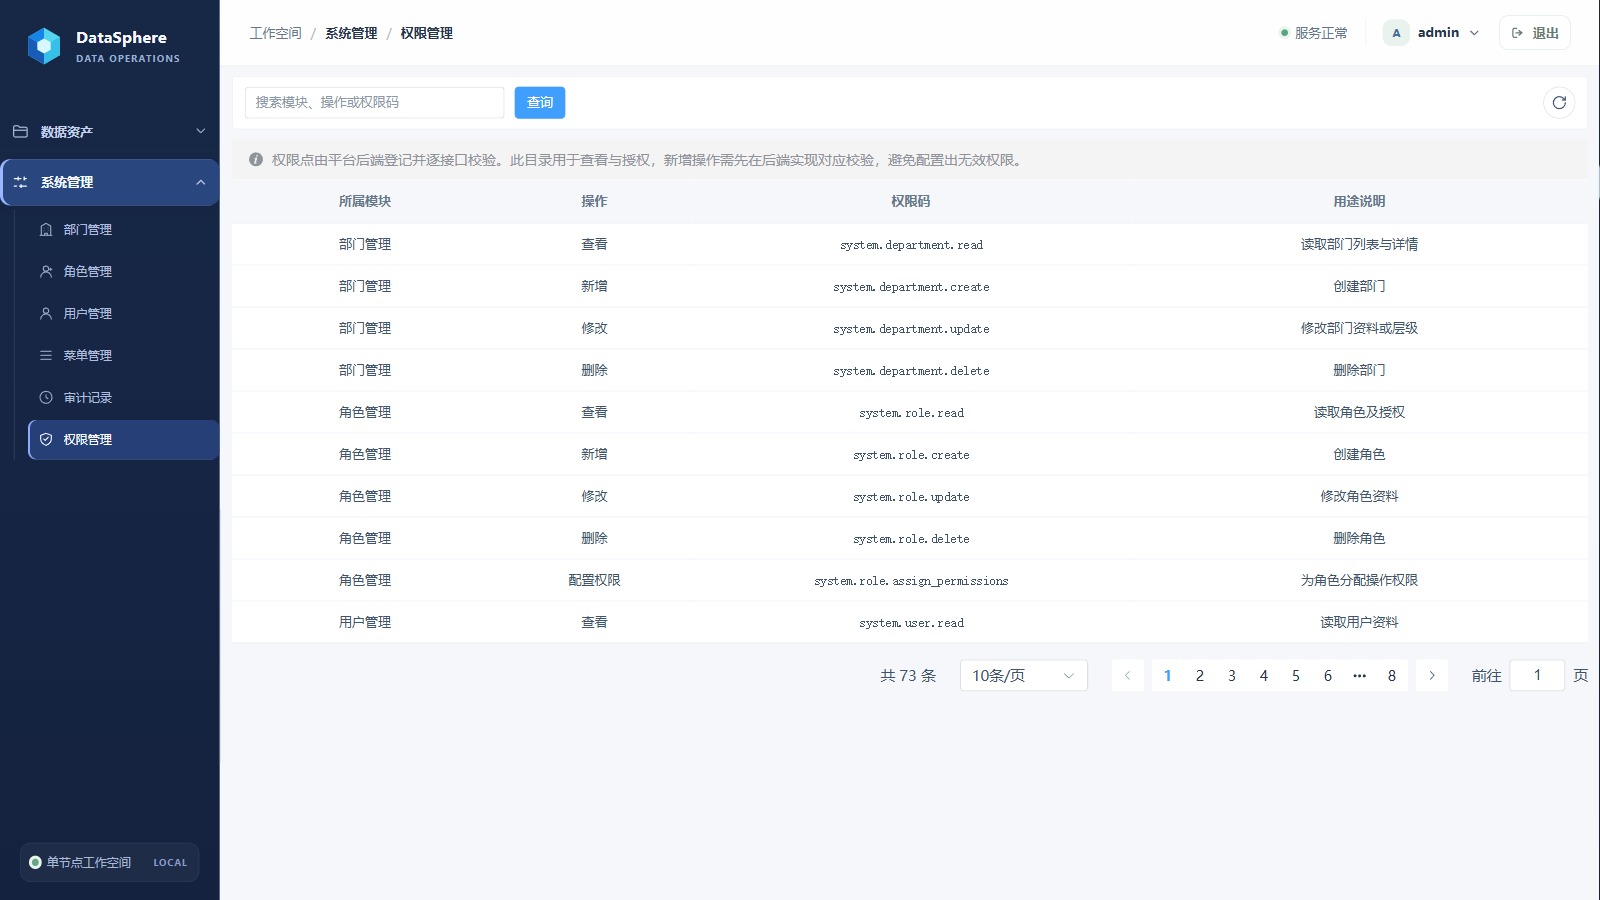 DataSphere
DATA OPERATIONS
数据资产
系统管理
部门管理
角色管理
用户管理
菜单管理
审计记录
权限管理
单节点工作空间 LOCAL
工作空间 / 系统管理 / 权限管理
服务正常 A admin 退出
搜索模块、操作或权限码 查询
权限点由平台后端登记并逐接口校验。此目录用于查看与授权，新增操作需先在后端实现对应校验，避免配置出无效权限。
所属模块 操作 权限码 用途说明
部门管理 查看 system.department.read 读取部门列表与详情
部门管理 新增 system.department.create 创建部门
部门管理 修改 system.department.update 修改部门资料或层级
部门管理 删除 system.department.delete 删除部门
角色管理 查看 system.role.read 读取角色及授权
角色管理 新增 system.role.create 创建角色
角色管理 修改 system.role.update 修改角色资料
角色管理 删除 system.role.delete 删除角色
角色管理 配置权限 system.role.assign_permissions 为角色分配操作权限
用户管理 查看 system.user.read 读取用户资料
共 73 条 10条/页 1 2 3 4 5 6 ••• 8 前往 1 页